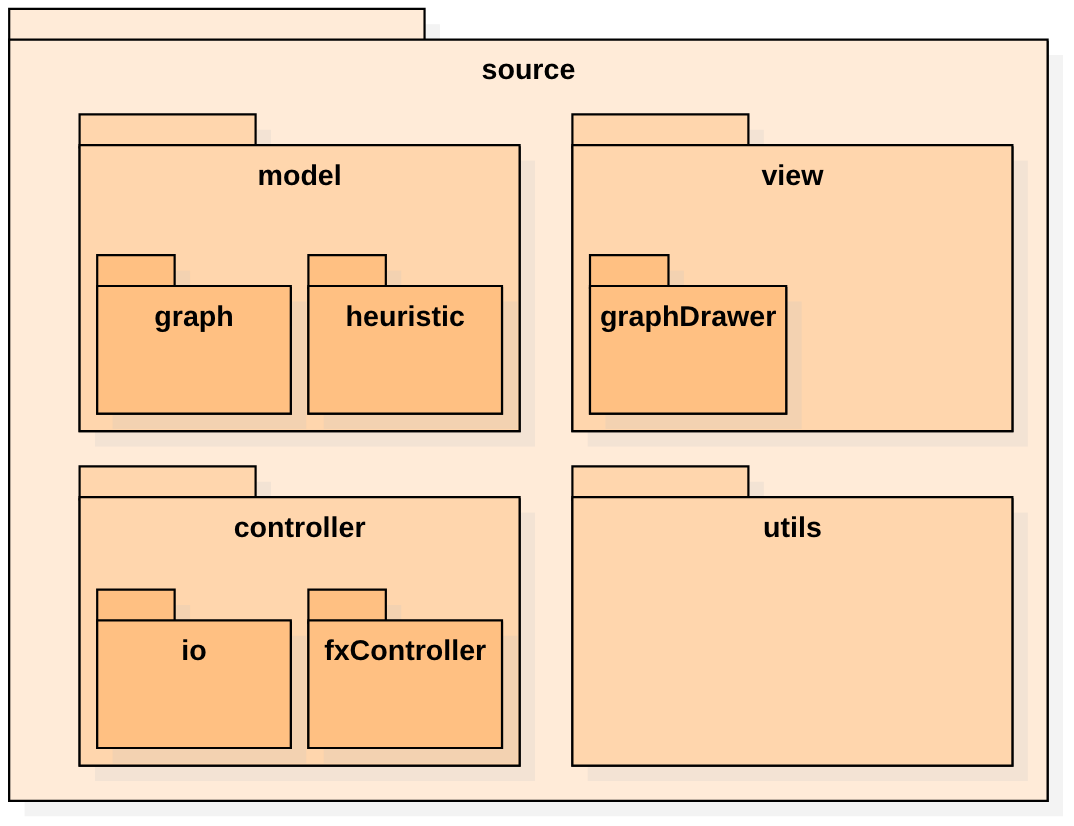 source
model
view
graph
heuristic
graphDrawer
controller
utils
io
fxController